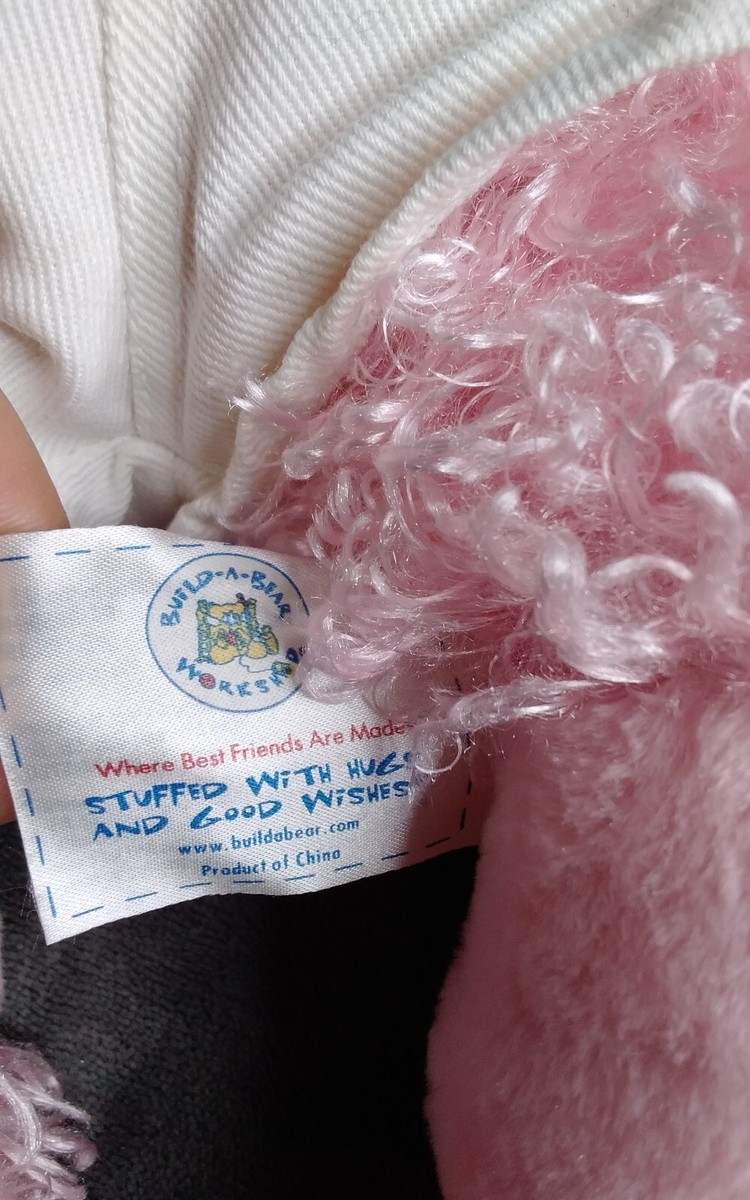 BUILD-A-BEAR
WORKSHOP
Where Best Friends Are Made
STUFFED WITH HUGS
AND GOOD WISHES
www.buildabear.com
Product of China